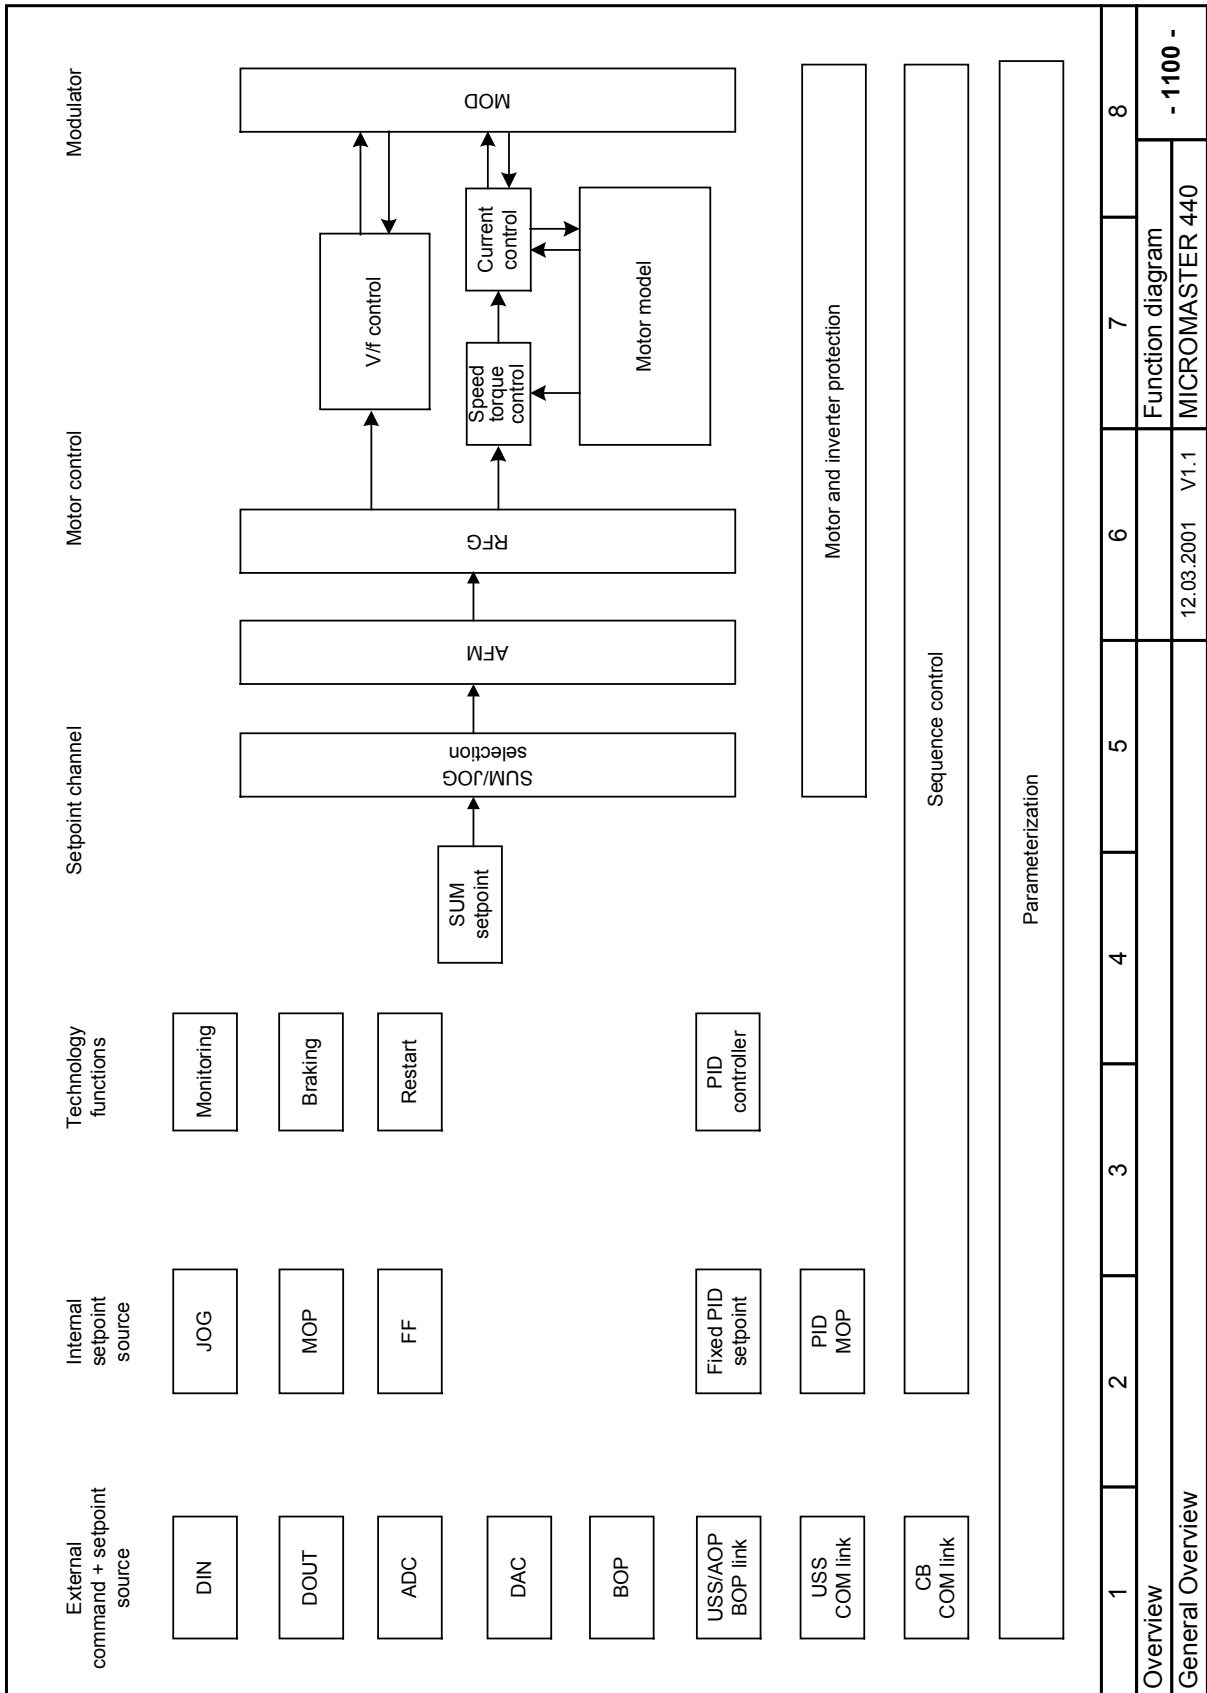 External
command + setpoint
source
Internal
setpoint
source
Technology
functions
Setpoint channel
Motor control
Modulator
DIN
JOG
Monitoring
DOUT
MOP
Braking
ADC
FF
Restart
DAC
BOP
USS/AOP
BOP link
Fixed PID
setpoint
PID
controller
USS
COM link
PID
MOP
CB
COM link
SUM
setpoint
SUM/JOG
selection
AFM
RFG
V/f control
Speed
torque
control
Current
control
Motor model
MOD
Motor and inverter protection
Sequence control
Parameterization
1
2
3
4
5
6
7
8
Overview
Function diagram
- 1100 -
General Overview
12.03.2001
V1.1
MICROMASTER 440